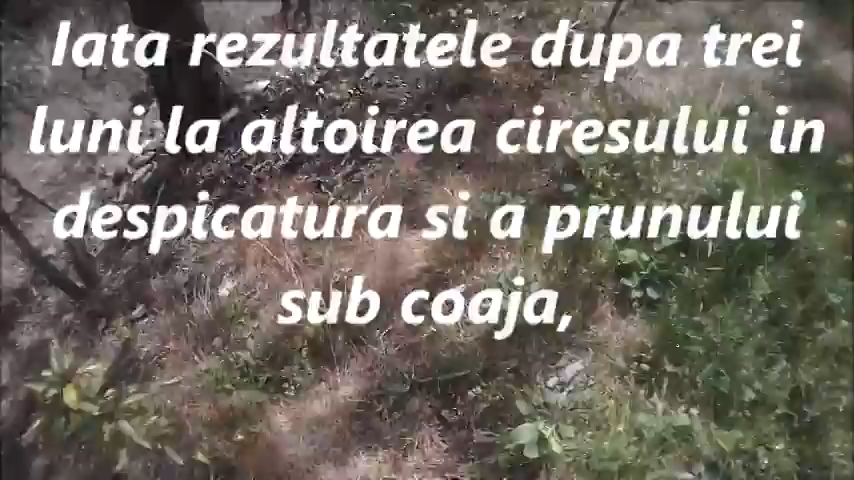 Iata rezultatele dupa trei
luni la altoirea ciresului in
despicatura si a prunului
sub coaja,